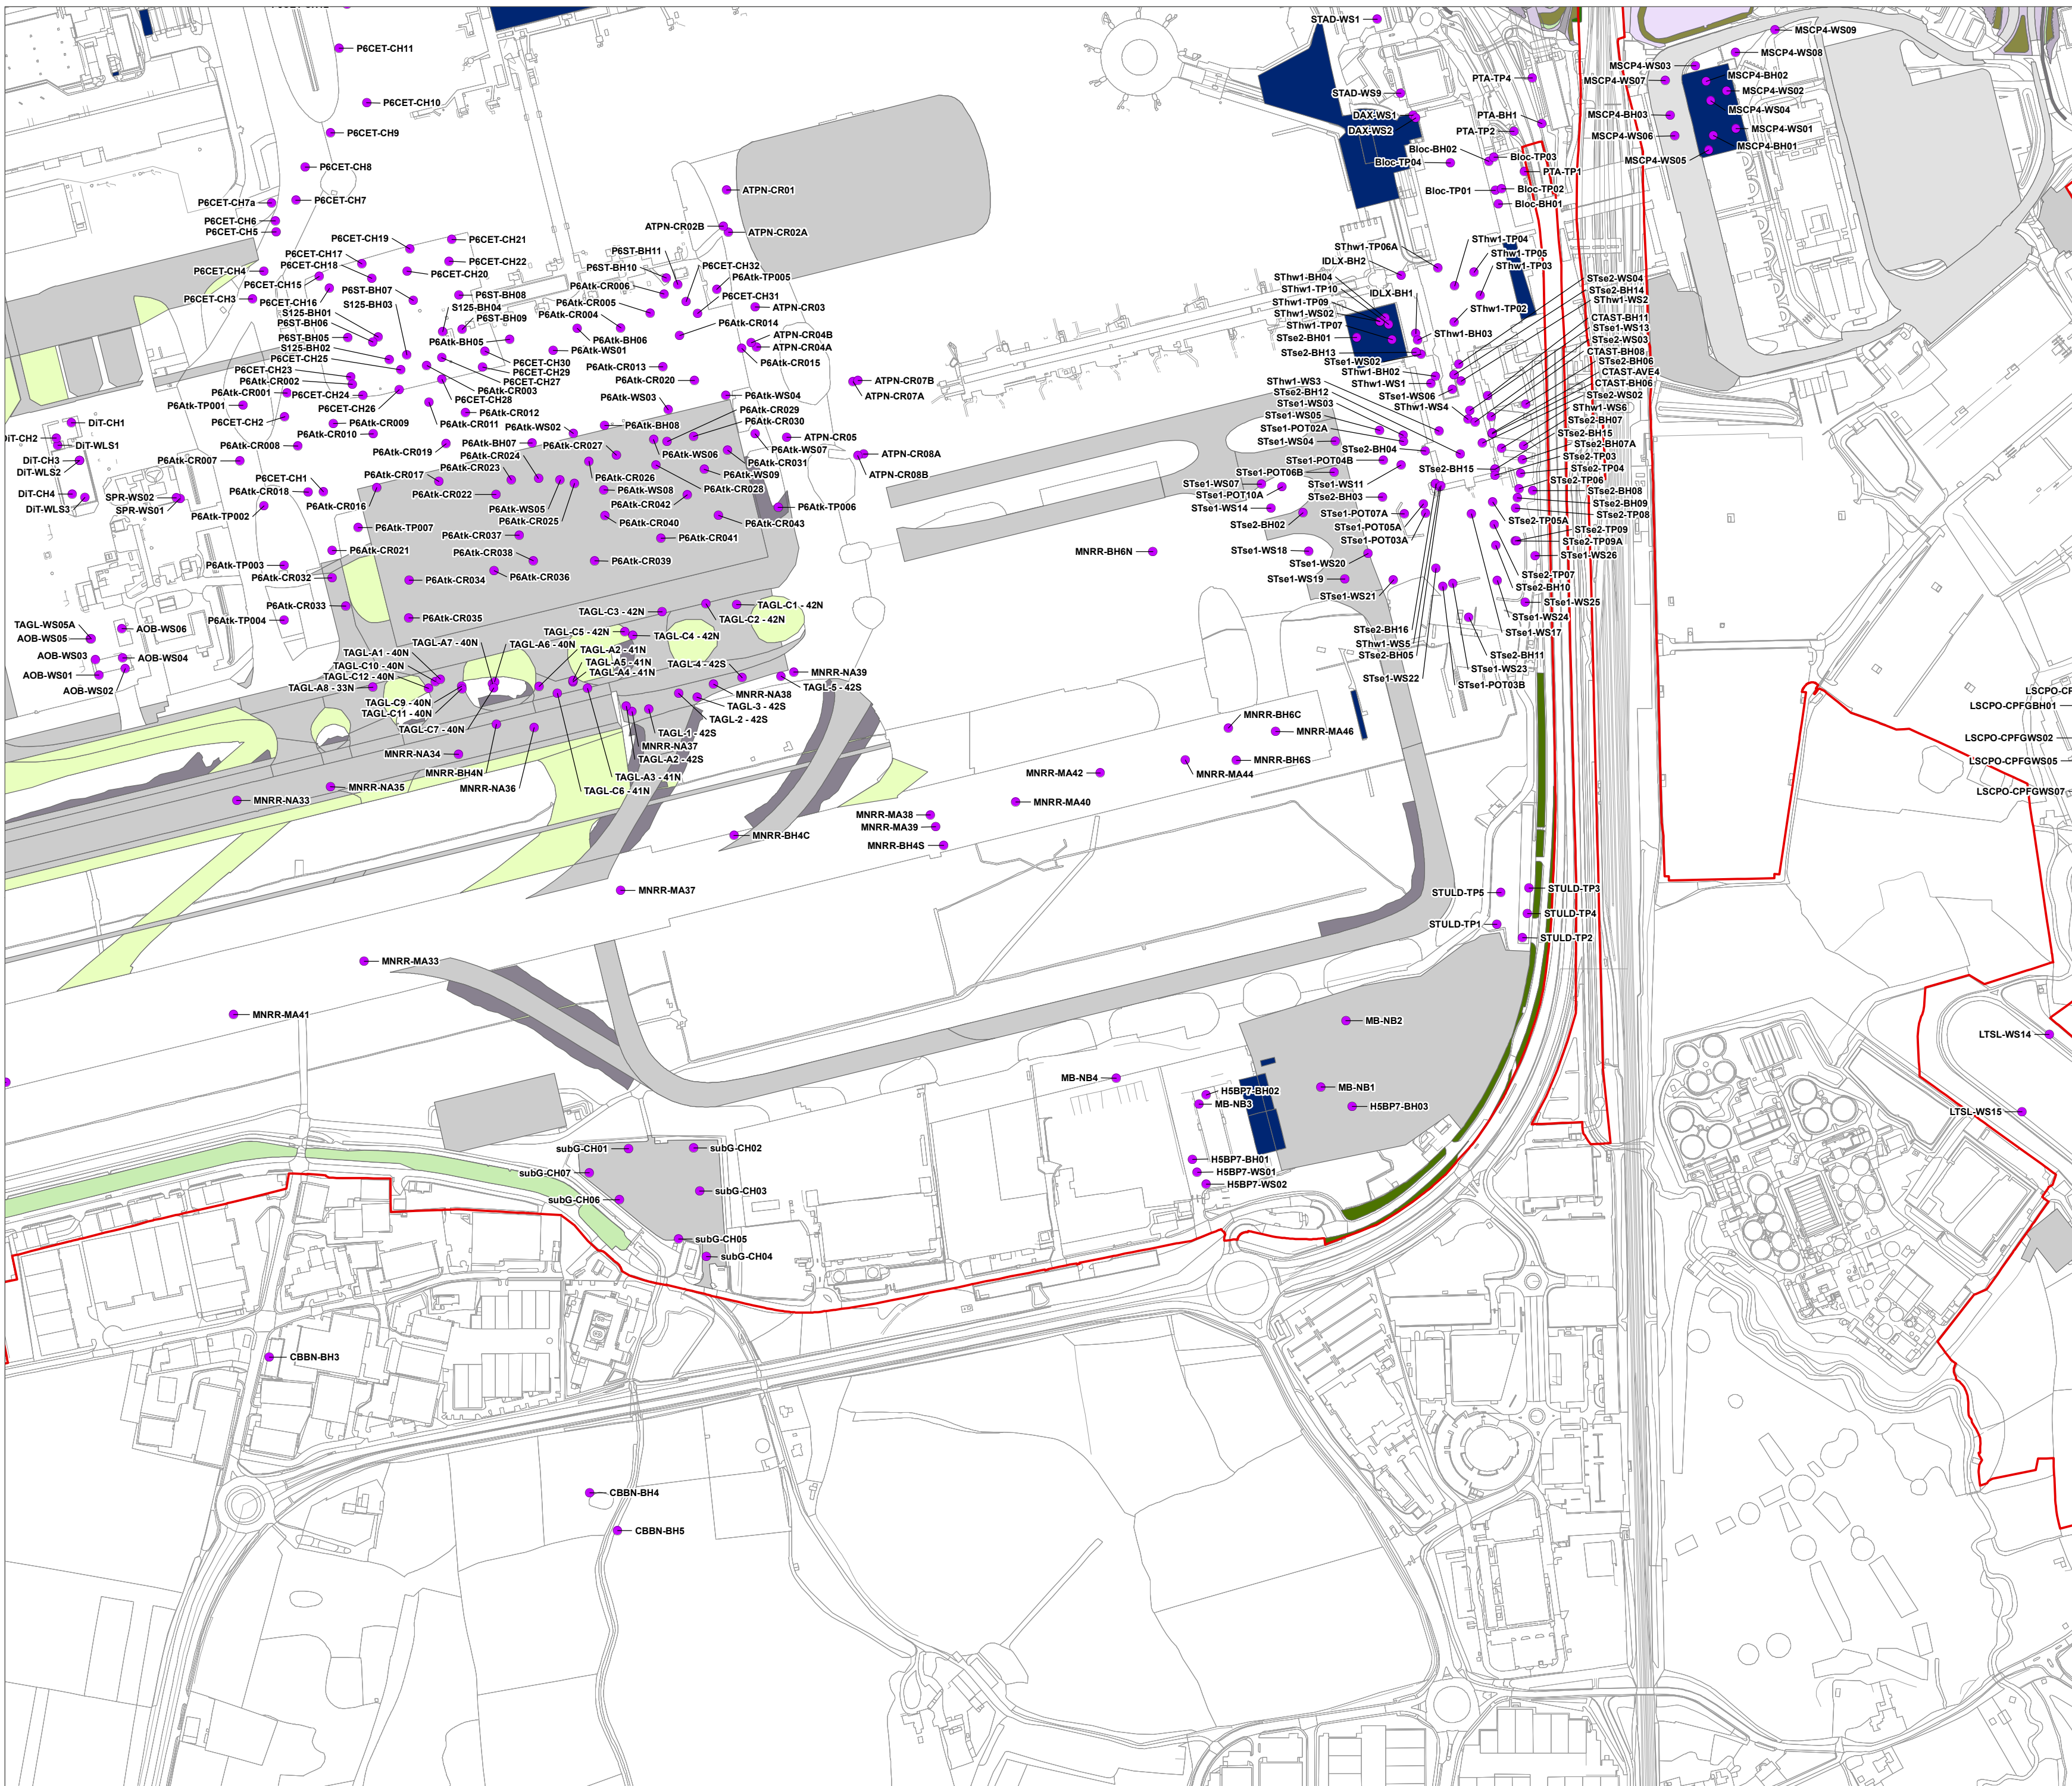 STAD-WS1
P6CET-CH11
MSCP4-WS09
MSCP4-WS08
MSCP4-WS03
MSCP4-BH02
PTA-TP4
MSCP4-WS07
MSCP4-WS02
STAD-WS9
P6CET-CH10
MSCP4-WS04
DAX-WS1
MSCP4-BH03
DAX-WS2
PTA-BH1
PTA-TP2
MSCP4-WS01
P6CET-CH9
MSCP4-WS06
MSCP4-BH01
Bloc-BH02
Bloc-TP03
Bloc-TP04
MSCP4-WS05
P6CET-CH8
PTA-TP1
ATPN-CR01
Bloc-TP01
Bloc-TP02
P6CET-CH7
P6CET-CH7a
Bloc-BH01
P6CET-CH6
P6CET-CH5
ATPN-CR02B
ATPN-CR02A
P6CET-CH19
P6CET-CH21
SThw1-TP04
P6CET-CH17
P6ST-BH11
SThw1-TP06A
SThw1-TP05
P6CET-CH22
P6CET-CH18
P6CET-CH32
IDLX-BH2
SThw1-TP03
P6CET-CH4
P6ST-BH10
P6CET-CH20
P6Atk-TP005
SThw1-BH04
STse2-WS04
P6CET-CH15
P6Atk-CR006
SThw1-TP10
STse2-BH14
P6ST-BH07
P6ST-BH08
P6CET-CH31
IDLX-BH1
SThw1-WS2
P6CET-CH3
P6CET-CH16
P6Atk-CR005
SThw1-TP09
SThw1-TP02
S125-BH03
S125-BH04
ATPN-CR03
SThw1-WS02
CTAST-BH11
S125-BH01
P6ST-BH09
P6Atk-CR004
P6Atk-CR014
SThw1-TP07
SThw1-BH03
STse1-WS13
P6ST-BH06
P6Atk-BH06
ATPN-CR04B
STse2-BH01
STse2-WS03
P6ST-BH05
P6Atk-BH05
ATPN-CR04A
STse2-BH13
CTAST-BH08
S125-BH02
P6Atk-WS01
P6Atk-CR015
STse1-WS02
STse2-BH06
P6CET-CH25
P6CET-CH30
P6Atk-CR013
SThw1-BH02
CTAST-AVE4
P6CET-CH23
P6CET-CH29
P6Atk-CR020
ATPN-CR07B
SThw1-WS1
CTAST-BH06
P6Atk-CR002
P6CET-CH27
ATPN-CR07A
SThw1-WS3
STse1-WS06
STse2-WS02
P6Atk-CR001
P6Atk-CR003
P6Atk-WS04
STse2-BH12
SThw1-WS4
SThw1-WS6
P6CET-CH24
P6CET-CH28
P6Atk-WS03
P6Atk-CR029
STse1-WS03
STse2-BH07
P6Atk-TP001
P6CET-CH26
P6Atk-CR012
P6Atk-CR030
STse1-WS05
STse2-BH15
DiT-CH1
P6CET-CH2
P6Atk-CR009
P6Atk-CR011
P6Atk-WS02
P6Atk-BH08
ATPN-CR05
STse1-POT02A
STse2-BH07A
DiT-WLS1
P6Atk-CR008
P6Atk-CR010
P6Atk-BH07
P6Atk-CR027
P6Atk-WS06
P6Atk-WS07
STse1-WS04
STse2-BH04
STse2-TP03
DiT-CH3
P6Atk-CR007
P6Atk-CR019
P6Atk-CR024
P6Atk-CR031
ATPN-CR08A
STse1-POT04B
STse2-BH15
STse2-TP04
DiT-WLS2
P6Atk-CR017
P6Atk-CR023
P6Atk-CR026
P6Atk-WS09
ATPN-CR08B
STse1-POT06B
STse2-TP06
P6CET-CH1
P6Atk-CR018
P6Atk-CR022
P6Atk-WS08
P6Atk-CR028
STse1-WS07
STse1-WS11
STse2-BH08
DiT-CH4
SPR-WS02
P6Atk-CR016
P6Atk-WS05
P6Atk-CR042
P6Atk-TP006
STse1-POT10A
STse2-BH03
STse2-BH09
DiT-WLS3
SPR-WS01
P6Atk-TP002
P6Atk-CR025
P6Atk-CR040
P6Atk-CR043
STse1-WS14
STse1-POT07A
STse2-TP08
P6Atk-TP007
P6Atk-CR037
P6Atk-CR041
STse2-BH02
STse1-POT05A
STse2-TP05A
STse2-TP09
P6Atk-CR021
P6Atk-CR038
P6Atk-CR039
MNRR-BH6N
STse1-WS18
STse1-POT03A
STse2-TP09A
STse1-WS26
P6Atk-TP003
P6Atk-CR036
STse1-WS20
STse2-TP07
P6Atk-CR032
P6Atk-CR034
STse1-WS19
STse2-BH10
STse1-WS21
STse1-WS25
P6Atk-CR033
TAGL-C3 - 42N
TAGL-C1 - 42N
STse1-WS24
P6Atk-TP004
P6Atk-CR035
TAGL-C2 - 42N
STse2-BH16
STse1-WS17
TAGL-WS05A
AOB-WS06
TAGL-C5 - 42N
TAGL-C4 - 42N
SThw1-WS5
AOB-WS05
TAGL-A7 - 40N
TAGL-A6 - 40N
TAGL-A2 - 41N
STse2-BH05
STse2-BH11
AOB-WS03
AOB-WS04
TAGL-A1 - 40N
TAGL-A5 - 41N
TAGL-4 - 42S
STse1-WS23
AOB-WS01
TAGL-C10 - 40N
TAGL-A4 - 41N
MNRR-NA39
STse1-WS22
STse1-POT03B
AOB-WS02
TAGL-C12 - 40N
TAGL-5 - 42S
TAGL-A8 - 33N
MNRR-NA38
LSCPO-CPFGBH01
TAGL-C9 - 40N
TAGL-3 - 42S
TAGL-C11 - 40N
TAGL-2 - 42S
MNRR-BH6C
TAGL-C7 - 40N
TAGL-1 - 42S
MNRR-MA46
LSCPO-CPFGWS02
MNRR-NA34
MNRR-NA37
TAGL-A2 - 42S
MNRR-BH6S
LSCPO-CPFGWS05
MNRR-BH4N
TAGL-A3 - 41N
MNRR-MA42
MNRR-MA44
MNRR-NA35
MNRR-NA36
TAGL-C6 - 41N
LSCPO-CPFGWS07
MNRR-NA33
MNRR-MA40
MNRR-MA38
MNRR-MA39
MNRR-BH4C
MNRR-BH4S
MNRR-MA37
STULD-TP5
STULD-TP3
STULD-TP4
STULD-TP1
STULD-TP2
MNRR-MA33
MNRR-MA41
MB-NB2
LTSL-WS14
MB-NB4
MB-NB1
H5BP7-BH02
MB-NB3
H5BP7-BH03
LTSL-WS15
subG-CH01
subG-CH02
H5BP7-BH01
subG-CH07
H5BP7-WS01
H5BP7-WS02
subG-CH03
subG-CH06
subG-CH05
subG-CH04
CBBN-BH3
CBBN-BH4
CBBN-BH5